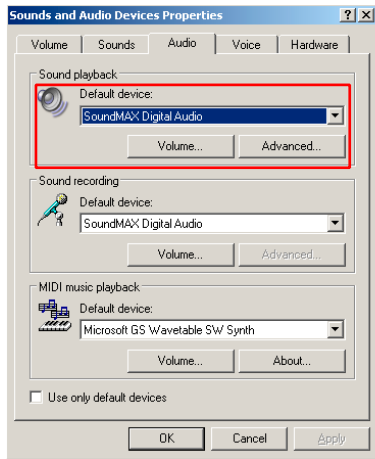 Sounds and Audio Devices Properties
Volume Sounds Audio Voice Hardware
Sound playback
Default device:
SoundMAX Digital Audio
Volume... Advanced...
Sound recording
Default device:
SoundMAX Digital Audio
Volume... Advanced...
MIDI music playback
Default device:
Microsoft GS Wavetable SW Synth
Volume... About...
Use only default devices
OK Cancel Apply